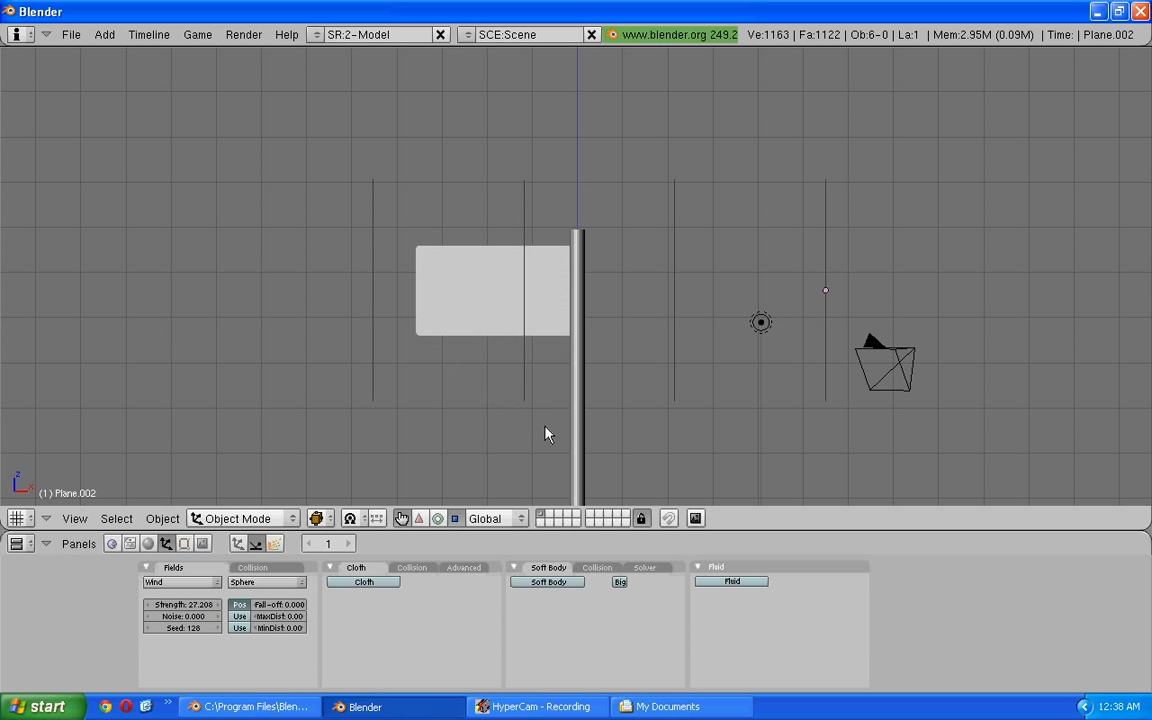 Blender
File Add Timeline Game Render Help SR:2-Model SCE:Scene www.blender.org 249.2 Ve:1163 | Fa:1122 | Ob:6-0 | La:1 | Mem:2.95M (0.09M) | Time: | Plane.002
z
x
(1) Plane.002
View Select Object Object Mode Global
Panels 1
Fields Collision Cloth Collision Advanced Soft Body Collision Solver Fluid
Wind Sphere Cloth Soft Body Big Fluid
Strength: 27.208 Pos Fall-off: 0.000
Noise: 0.000 Use MaxDist: 0.00
Seed: 128 Use MinDist: 0.00
start » C:\Program Files\Blen... Blender HyperCam - Recording My Documents 12:38 AM